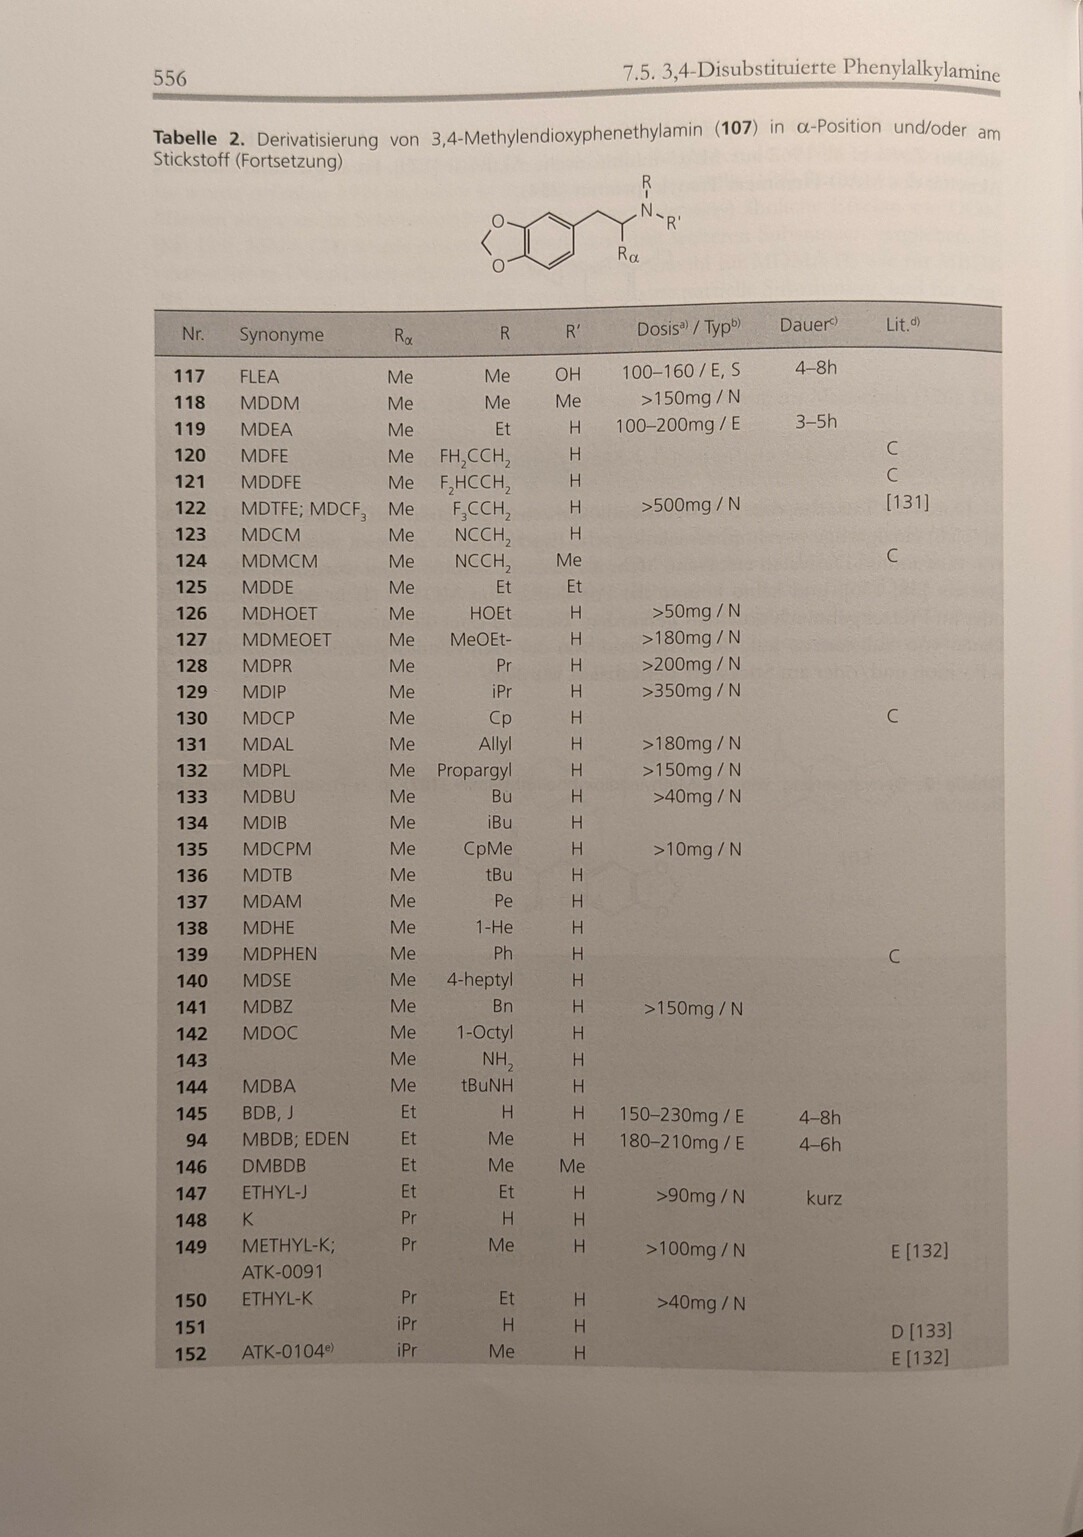 556
7.5. 3,4-Disubstituierte Phenylalkylamine
Tabelle 2. Derivatisierung von 3,4-Methylendioxyphenethylamin (107) in α-Position und/oder am
Stickstoff (Fortsetzung)
R
N
R'
Rα
O
O
Nr. Synonyme Rα R R' Dosis^a) / Typ^b) Dauer^c) Lit.^d)
117 FLEA Me Me OH 100–160 / E, S 4–8h
118 MDDM Me Me Me >150mg / N
119 MDEA Me Et H 100–200mg / E 3–5h
120 MDFE Me FH₂CCH₂ H C
121 MDDFE Me F₂HCCH₂ H C
122 MDTFE; MDCF₃ Me F₃CCH₂ H >500mg / N [131]
123 MDCM Me NCCH₂ H
124 MDMCM Me NCCH₂ Me C
125 MDDE Me Et Et
126 MDHOET Me HOEt H >50mg / N
127 MDMEOET Me MeOEt- H >180mg / N
128 MDPR Me Pr H >200mg / N
129 MDIP Me iPr H >350mg / N
130 MDCP Me Cp H C
131 MDAL Me Allyl H >180mg / N
132 MDPL Me Propargyl H >150mg / N
133 MDBU Me Bu H >40mg / N
134 MDIB Me iBu H
135 MDCPM Me CpMe H >10mg / N
136 MDTB Me tBu H
137 MDAM Me Pe H
138 MDHE Me 1-He H
139 MDPHEN Me Ph H C
140 MDSE Me 4-heptyl H
141 MDBZ Me Bn H >150mg / N
142 MDOC Me 1-Octyl H
143 Me NH₂ H
144 MDBA Me tBuNH H
145 BDB, J Et H H 150–230mg / E 4–8h
94 MBDB; EDEN Et Me H 180–210mg / E 4–6h
146 DMBDB Et Me Me
147 ETHYL-J Et Et H >90mg / N kurz
148 K Pr H H
149 METHYL-K; Pr Me H >100mg / N E [132]
ATK-0091
150 ETHYL-K Pr Et H >40mg / N
151 iPr H H D [133]
152 ATK-0104^e) iPr Me H E [132]